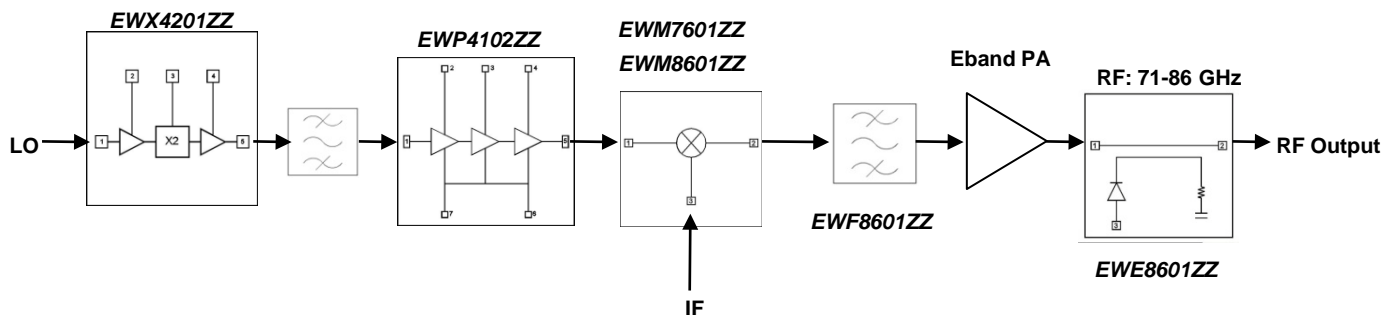 EWX4201ZZ
EWP4102ZZ
EWM7601ZZ
EWM8601ZZ
Eband PA
RF: 71-86 GHz
2
3
4
2
3
4
LO
1
X2
5
1
1
2
1
2
RF Output
3
7
6
3
EWF8601ZZ
EWE8601ZZ
IF